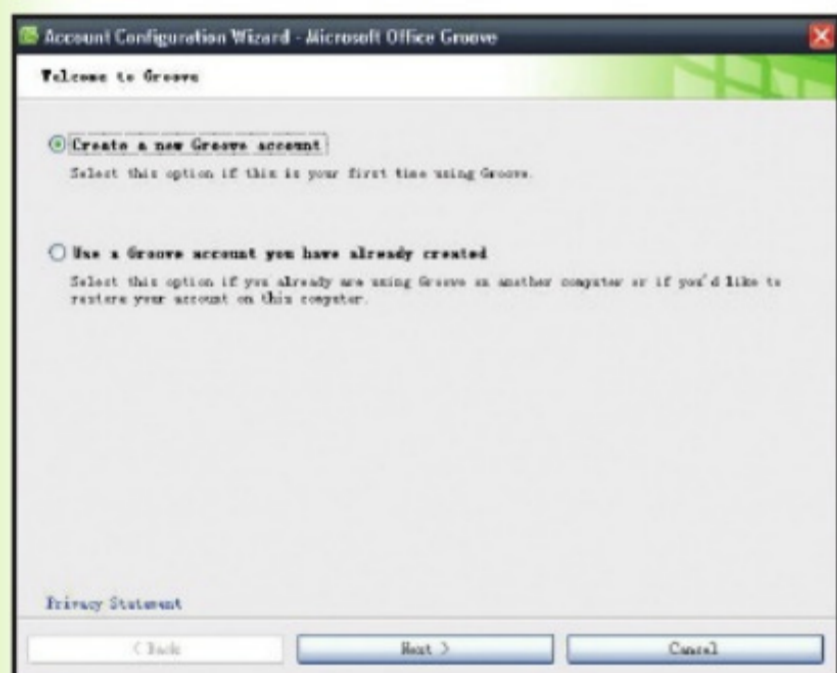 Account Configuration Wizard - Microsoft Office Groove
Welcome to Groove
Create a new Groove account
Select this option if this is your first time using Groove.
Use a Groove account you have already created
Select this option if you already are using Groove on another computer or if you'd like to
restore your account on this computer.
Privacy Statement
< Back
Next >
Cancel